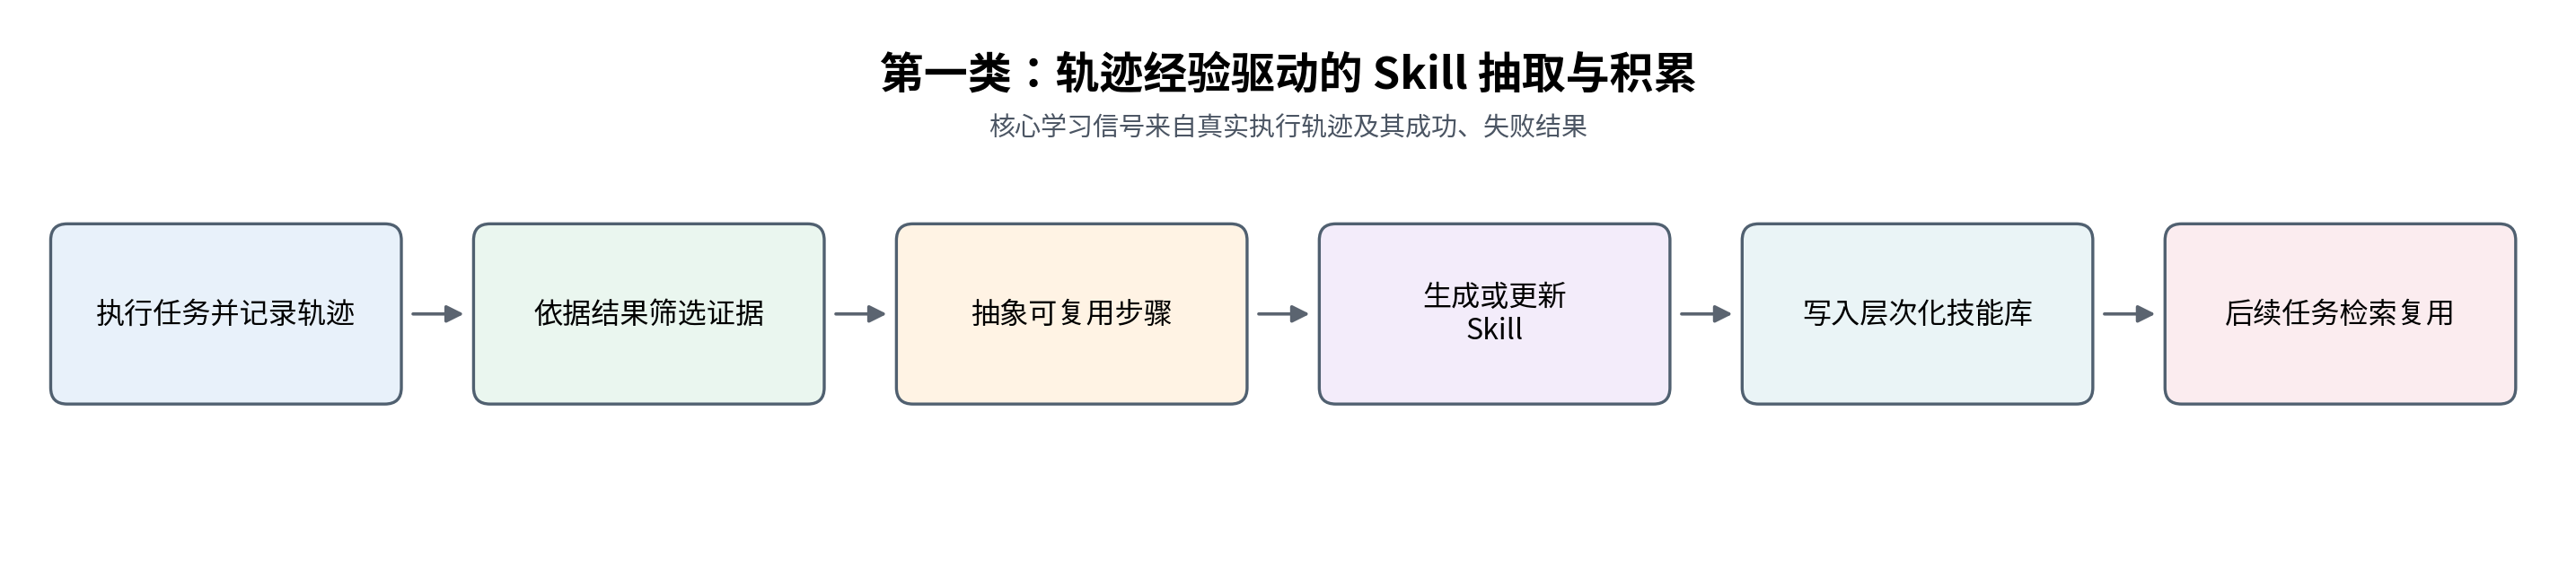 第一类：轨迹经验驱动的 Skill 抽取与积累
核心学习信号来自真实执行轨迹及其成功、失败结果
执行任务并记录轨迹
依据结果筛选证据
抽象可复用步骤
生成或更新
Skill
写入层次化技能库
后续任务检索复用